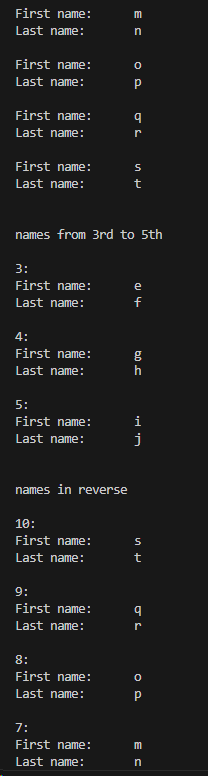 First name: m
Last name: n
First name: o
Last name: p
First name: q
Last name: r
First name: s
Last name: t
names from 3rd to 5th
3:
First name: e
Last name: f
4:
First name: g
Last name: h
5:
First name: i
Last name: j
names in reverse
10:
First name: s
Last name: t
9:
First name: q
Last name: r
8:
First name: o
Last name: p
7:
First name: m
Last name: n